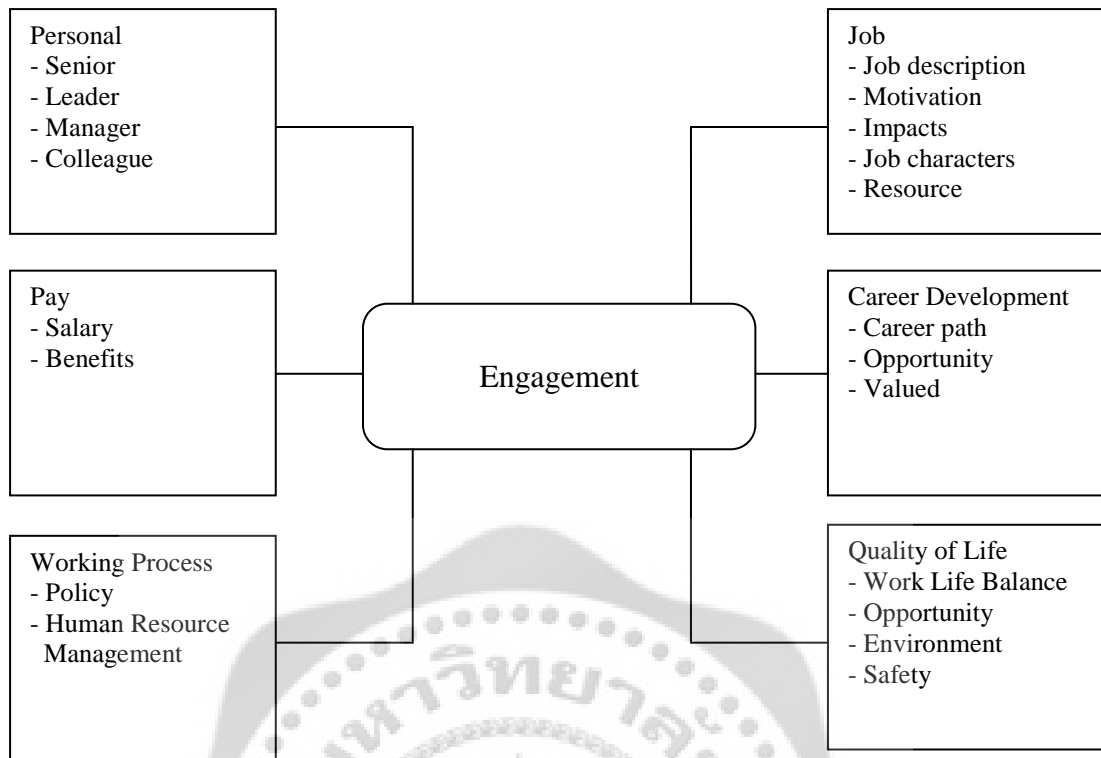 Personal
- Senior
- Leader
- Manager
- Colleague
Job
- Job description
- Motivation
- Impacts
- Job characters
- Resource
Pay
- Salary
- Benefits
Engagement
Career Development
- Career path
- Opportunity
- Valued
Working Process
- Policy
- Human Resource
Management
Quality of Life
- Work Life Balance
- Opportunity
- Environment
- Safety